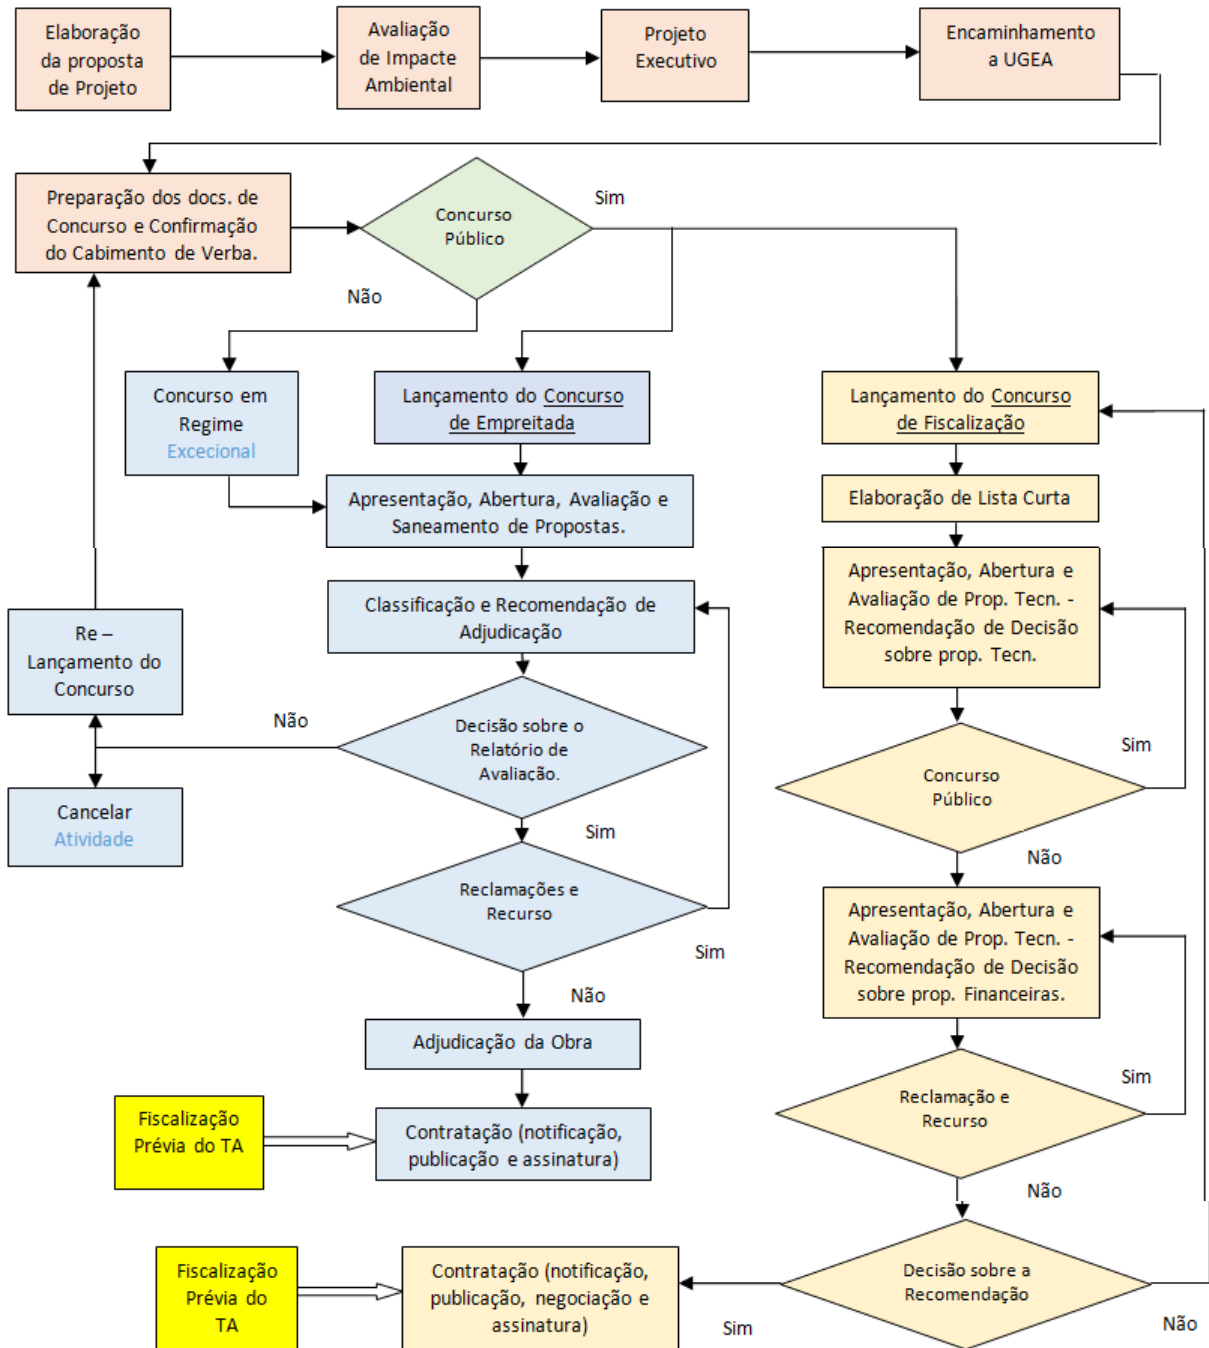 Elaboração
da proposta
de Projeto
Avaliação
de Impacte
Ambiental
Projeto
Executivo
Encaminhamento
a UGEA
Preparação dos docs. de
Concurso e Confirmação
do Cabimento de Verba.
Concurso
Público
Sim
Não
Concurso em
Regime
Excecional
Lançamento do Concurso
de Empreitada
Lançamento do Concurso
de Fiscalização
Apresentação, Abertura, Avaliação e
Saneamento de Propostas.
Elaboração de Lista Curta
Classificação e Recomendação de
Adjudicação
Apresentação, Abertura e
Avaliação de Prop. Tecn. -
Recomendação de Decisão
sobre prop. Tecn.
Re –
Lançamento do
Concurso
Não
Decisão sobre o
Relatório de
Avaliação.
Sim
Concurso
Público
Sim
Não
Cancelar
Atividade
Reclamações e
Recurso
Sim
Não
Apresentação, Abertura e
Avaliação de Prop. Tecn. -
Recomendação de Decisão
sobre prop. Financeiras.
Adjudicação da Obra
Reclamação e
Recurso
Sim
Não
Fiscalização
Prévia do TA
Contratação (notificação,
publicação e assinatura)
Fiscalização
Prévia do
TA
Contratação (notificação,
publicação, negociação e
assinatura)
Sim
Decisão sobre a
Recomendação
Não